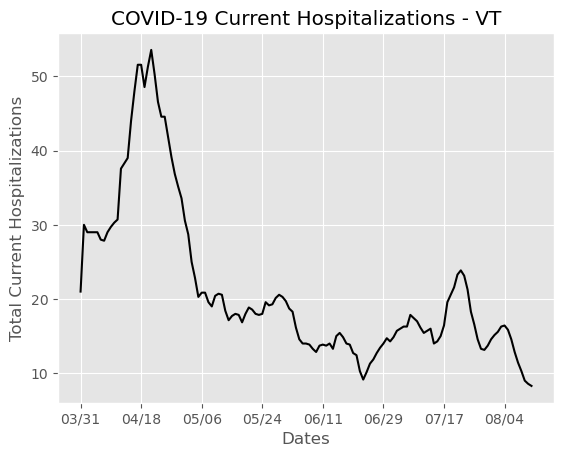 COVID-19 Current Hospitalizations - VT
Total Current Hospitalizations
50
40
30
20
10
03/31 04/18 05/06 05/24 06/11 06/29 07/17 08/04
Dates